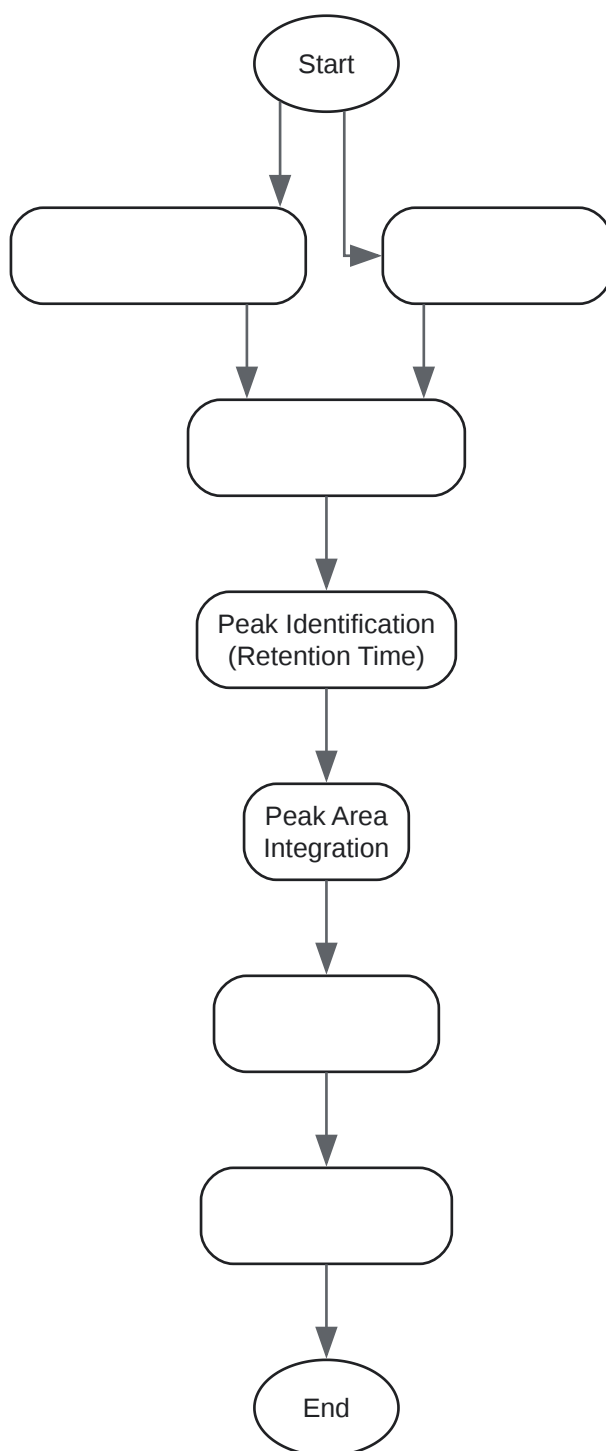 Start
Peak Identification
(Retention Time)
Peak Area
Integration
End